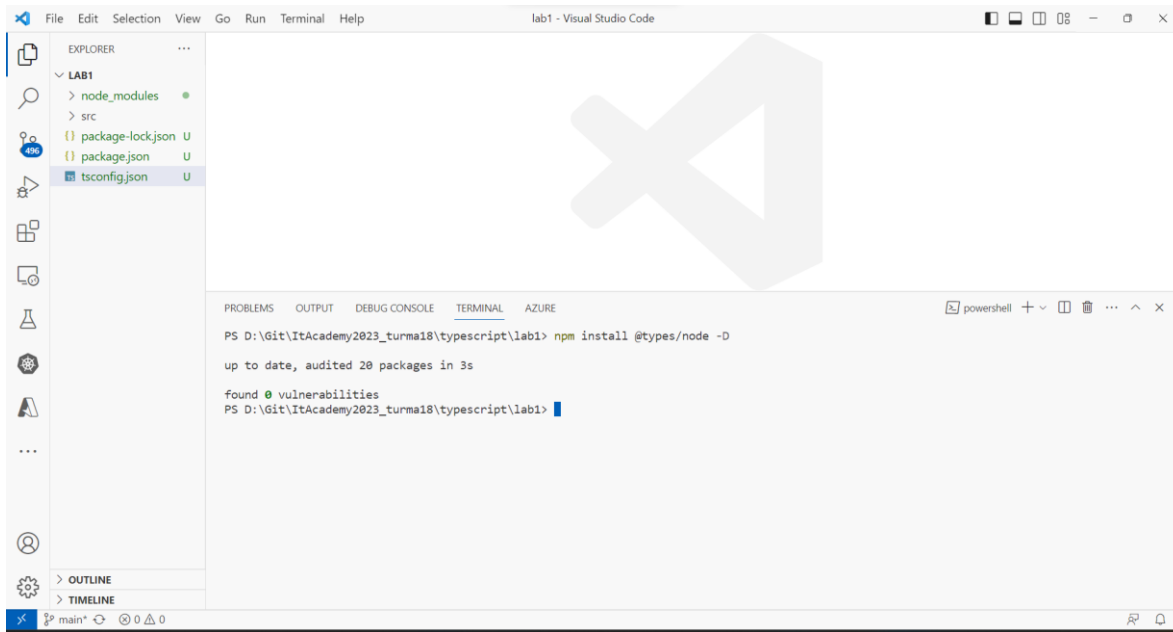 File Edit Selection View Go Run Terminal Help
lab1 - Visual Studio Code
EXPLORER
LAB1
node_modules
src
{} package-lock.json U
{} package.json U
TS tsconfig.json U
496
PROBLEMS OUTPUT DEBUG CONSOLE TERMINAL AZURE
powershell
PS D:\Git\ItAcademy2023_turma18\typescript\lab1> npm install @types/node -D
up to date, audited 20 packages in 3s
found 0 vulnerabilities
PS D:\Git\ItAcademy2023_turma18\typescript\lab1>
OUTLINE
TIMELINE
main* 0 0